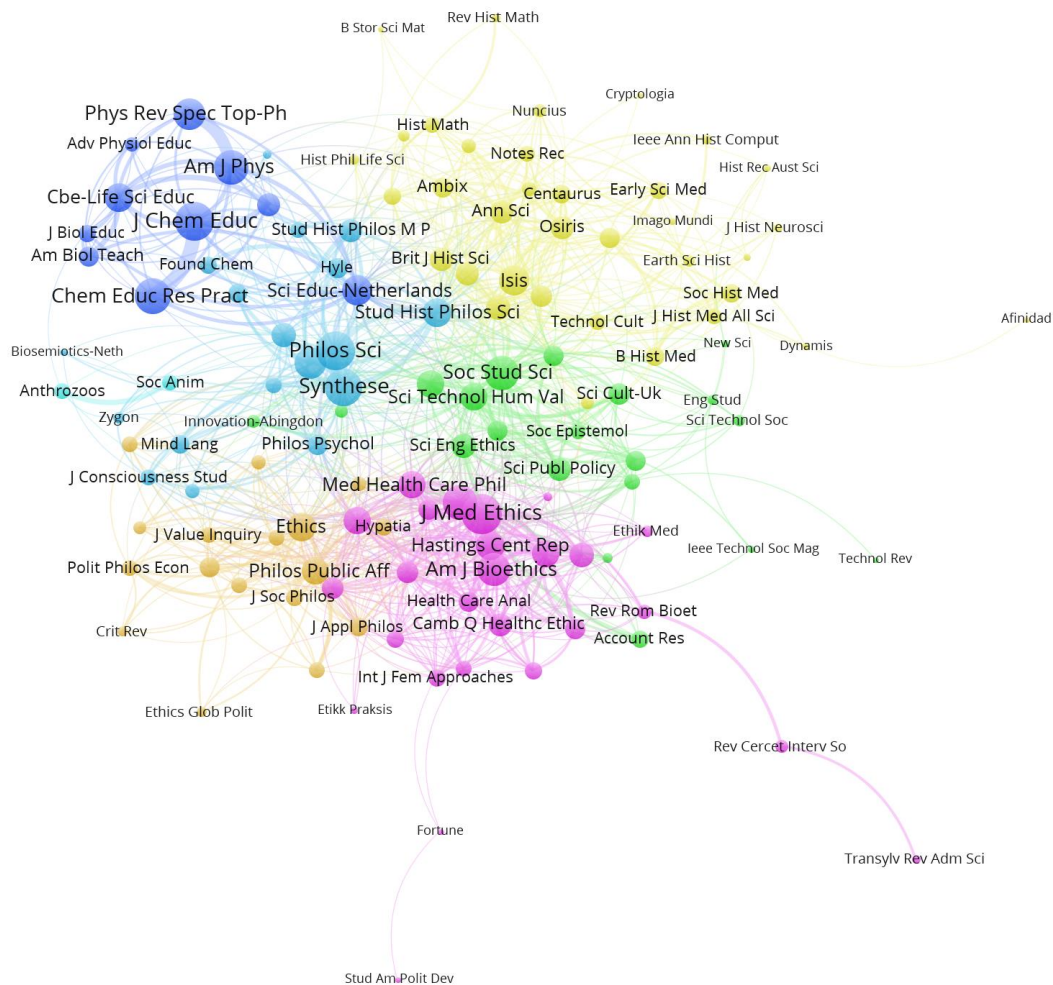 Rev Hist Math
B Stor Sci Mat
Cryptologia
Phys Rev Spec Top-Ph
Nuncius
Hist Math
Adv Physiol Educ
Ieee Ann Hist Comput
Notes Rec
Hist Phil Life Sci
Am J Phys
Hist Rec Aust Sci
Ambix
Early Sci Med
Cbe-Life Sci Educ
Centaurus
Ann Sci
J Chem Educ
Imago Mundi
Osiris
J Hist Neurosci
Stud Hist Philos M P
J Biol Educ
Am Biol Teach
Brit J Hist Sci
Found Chem
Hyle
Earth Sci Hist
Isis
Sci Educ-Netherlands
Chem Educ Res Pract
Soc Hist Med
Stud Hist Philos Sci
J Hist Med All Sci
Technol Cult
Afinidad
New Sci
Dynamis
Philos Sci
Biosemiotics-Neth
B Hist Med
Soc Stud Sci
Soc Anim
Synthese
Anthrozoos
Sci Technol Hum Val
Sci Cult-Uk
Eng Stud
Zygon
Innovation-Abingdon
Sci Technol Soc
Soc Epistemol
Mind Lang
Philos Psychol
Sci Eng Ethics
Sci Publ Policy
J Consciousness Stud
Med Health Care Phil
J Med Ethics
Ethics
Hypatia
Ethik Med
J Value Inquiry
Hastings Cent Rep
Ieee Technol Soc Mag
Technol Rev
Polit Philos Econ
Philos Public Aff
Am J Bioethics
J Soc Philos
Health Care Anal
Rev Rom Bioet
Crit Rev
J Appl Philos
Camb Q Healthc Ethic
Account Res
Int J Fem Approaches
Ethics Glob Polit
Etikk Praksis
Rev Cercet Interv So
Fortune
Transylv Rev Adm Sci
Stud Am Polit Dev